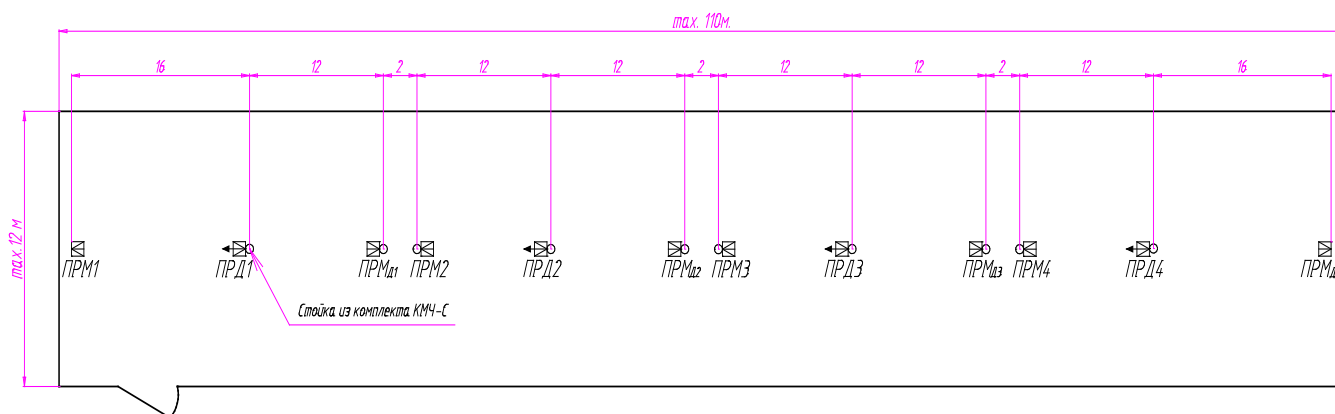 max. 110м.
16 12 2 12 12 2 12 12 2 12 16
max.12 м
ПРМ1 ПРД1 ПРМД1 ПРМ2 ПРД2 ПРМД2 ПРМ3 ПРД3 ПРМД3 ПРМ4 ПРД4 ПРМД
Стойка из комплекта КМЧ-С